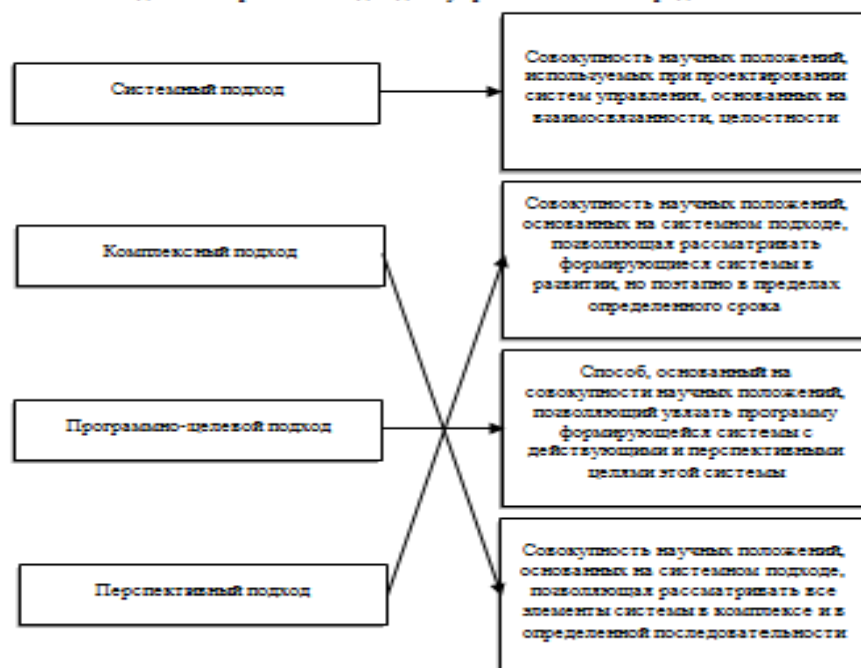 Системный подход
Совокупность научных положений,
используемых при проектировании
систем управления, основанных на
взаимосвязанности, целостности
Комплексный подход
Совокупность научных положений,
основанных на системном подходе,
позволяющая рассматривать
формирующиеся системы в
развитии, но поэтапно в пределах
определенного срока
Программно-целевой подход
Способ, основанный на
совокупности научных положений,
позволяющий увязать программу
формирующейся системы с
действующими и перспективными
целями этой системы
Перспективный подход
Совокупность научных положений,
основанных на системном подходе,
позволяющая рассматривать все
элементы системы в комплексе и в
определенной последовательности